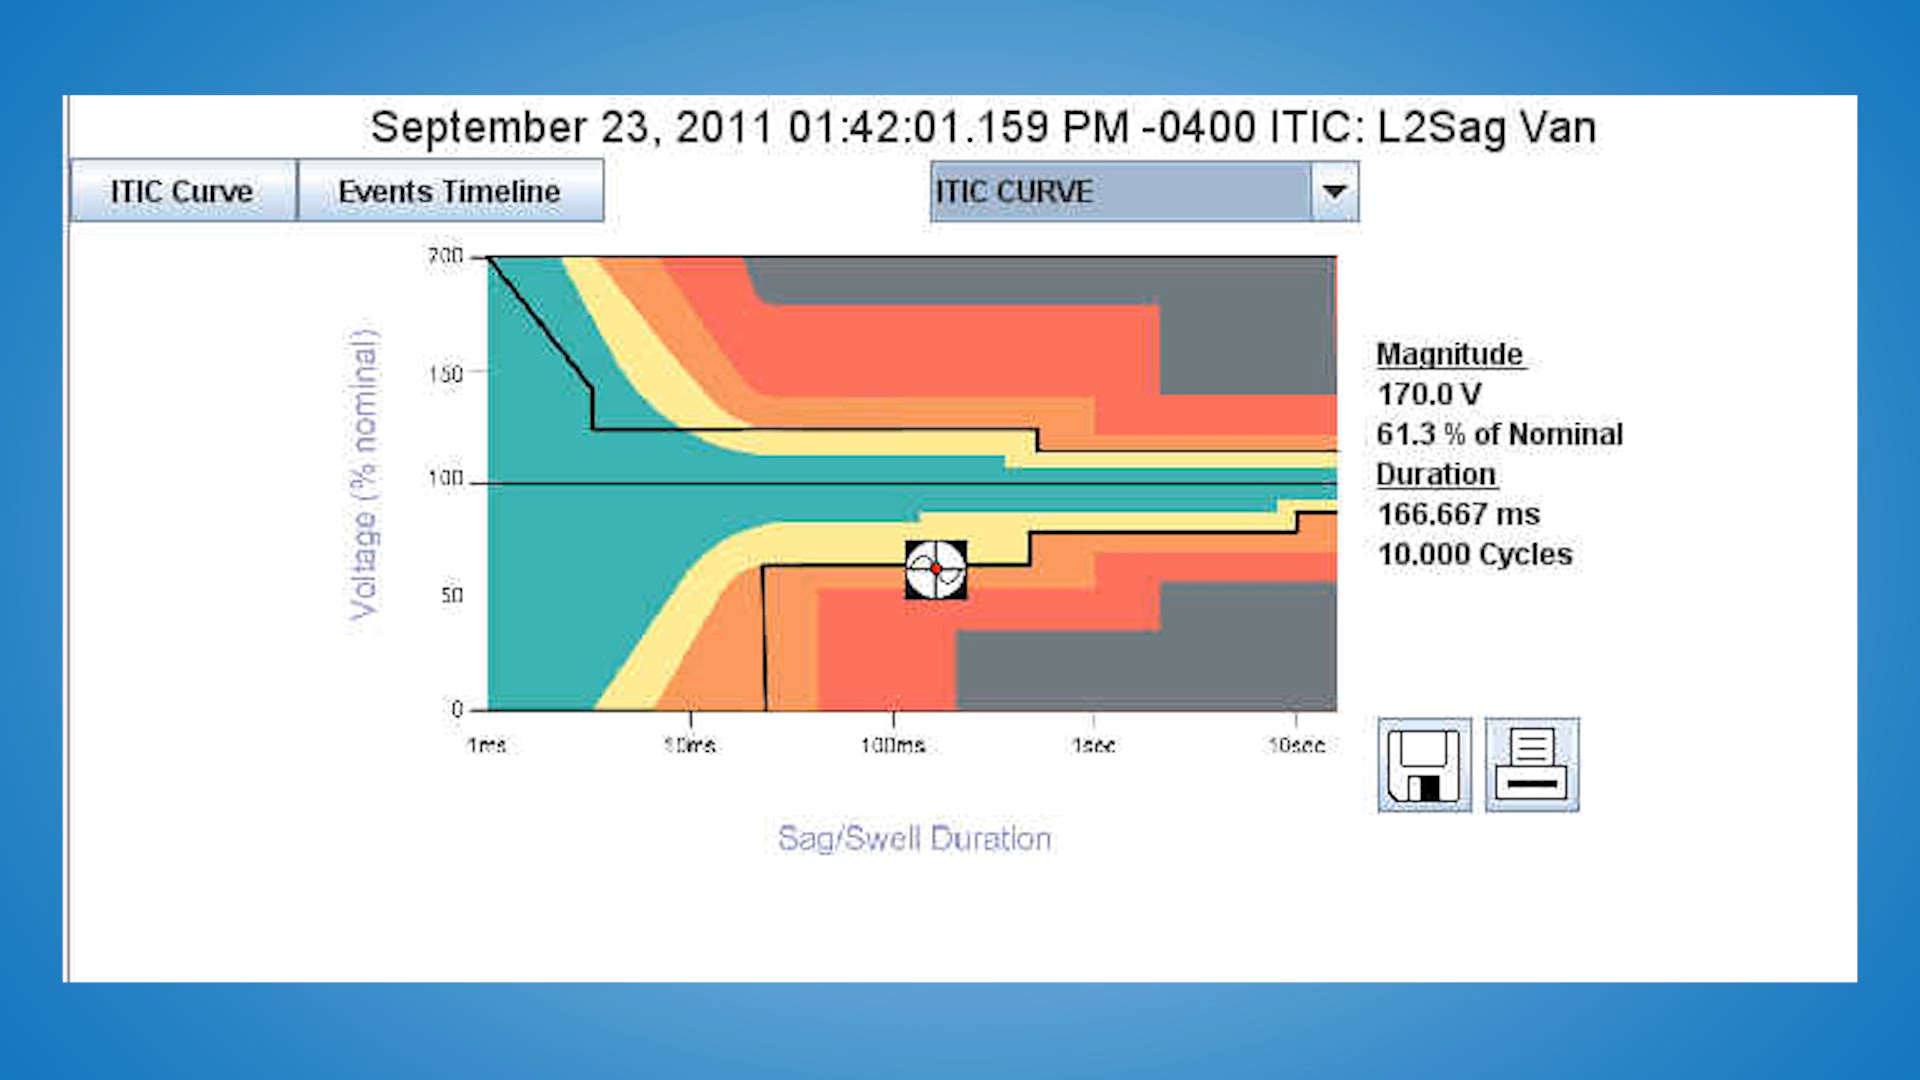 September 23, 2011 01:42:01.159 PM -0400 ITIC: L2Sag Van
ITIC Curve
Events Timeline
ITIC CURVE
200
150
100
50
0
Voltage (% nominal)
1ms
10ms
100ms
1sec
10sec
Sag/Swell Duration
Magnitude
170.0 V
61.3 % of Nominal
Duration
166.667 ms
10.000 Cycles